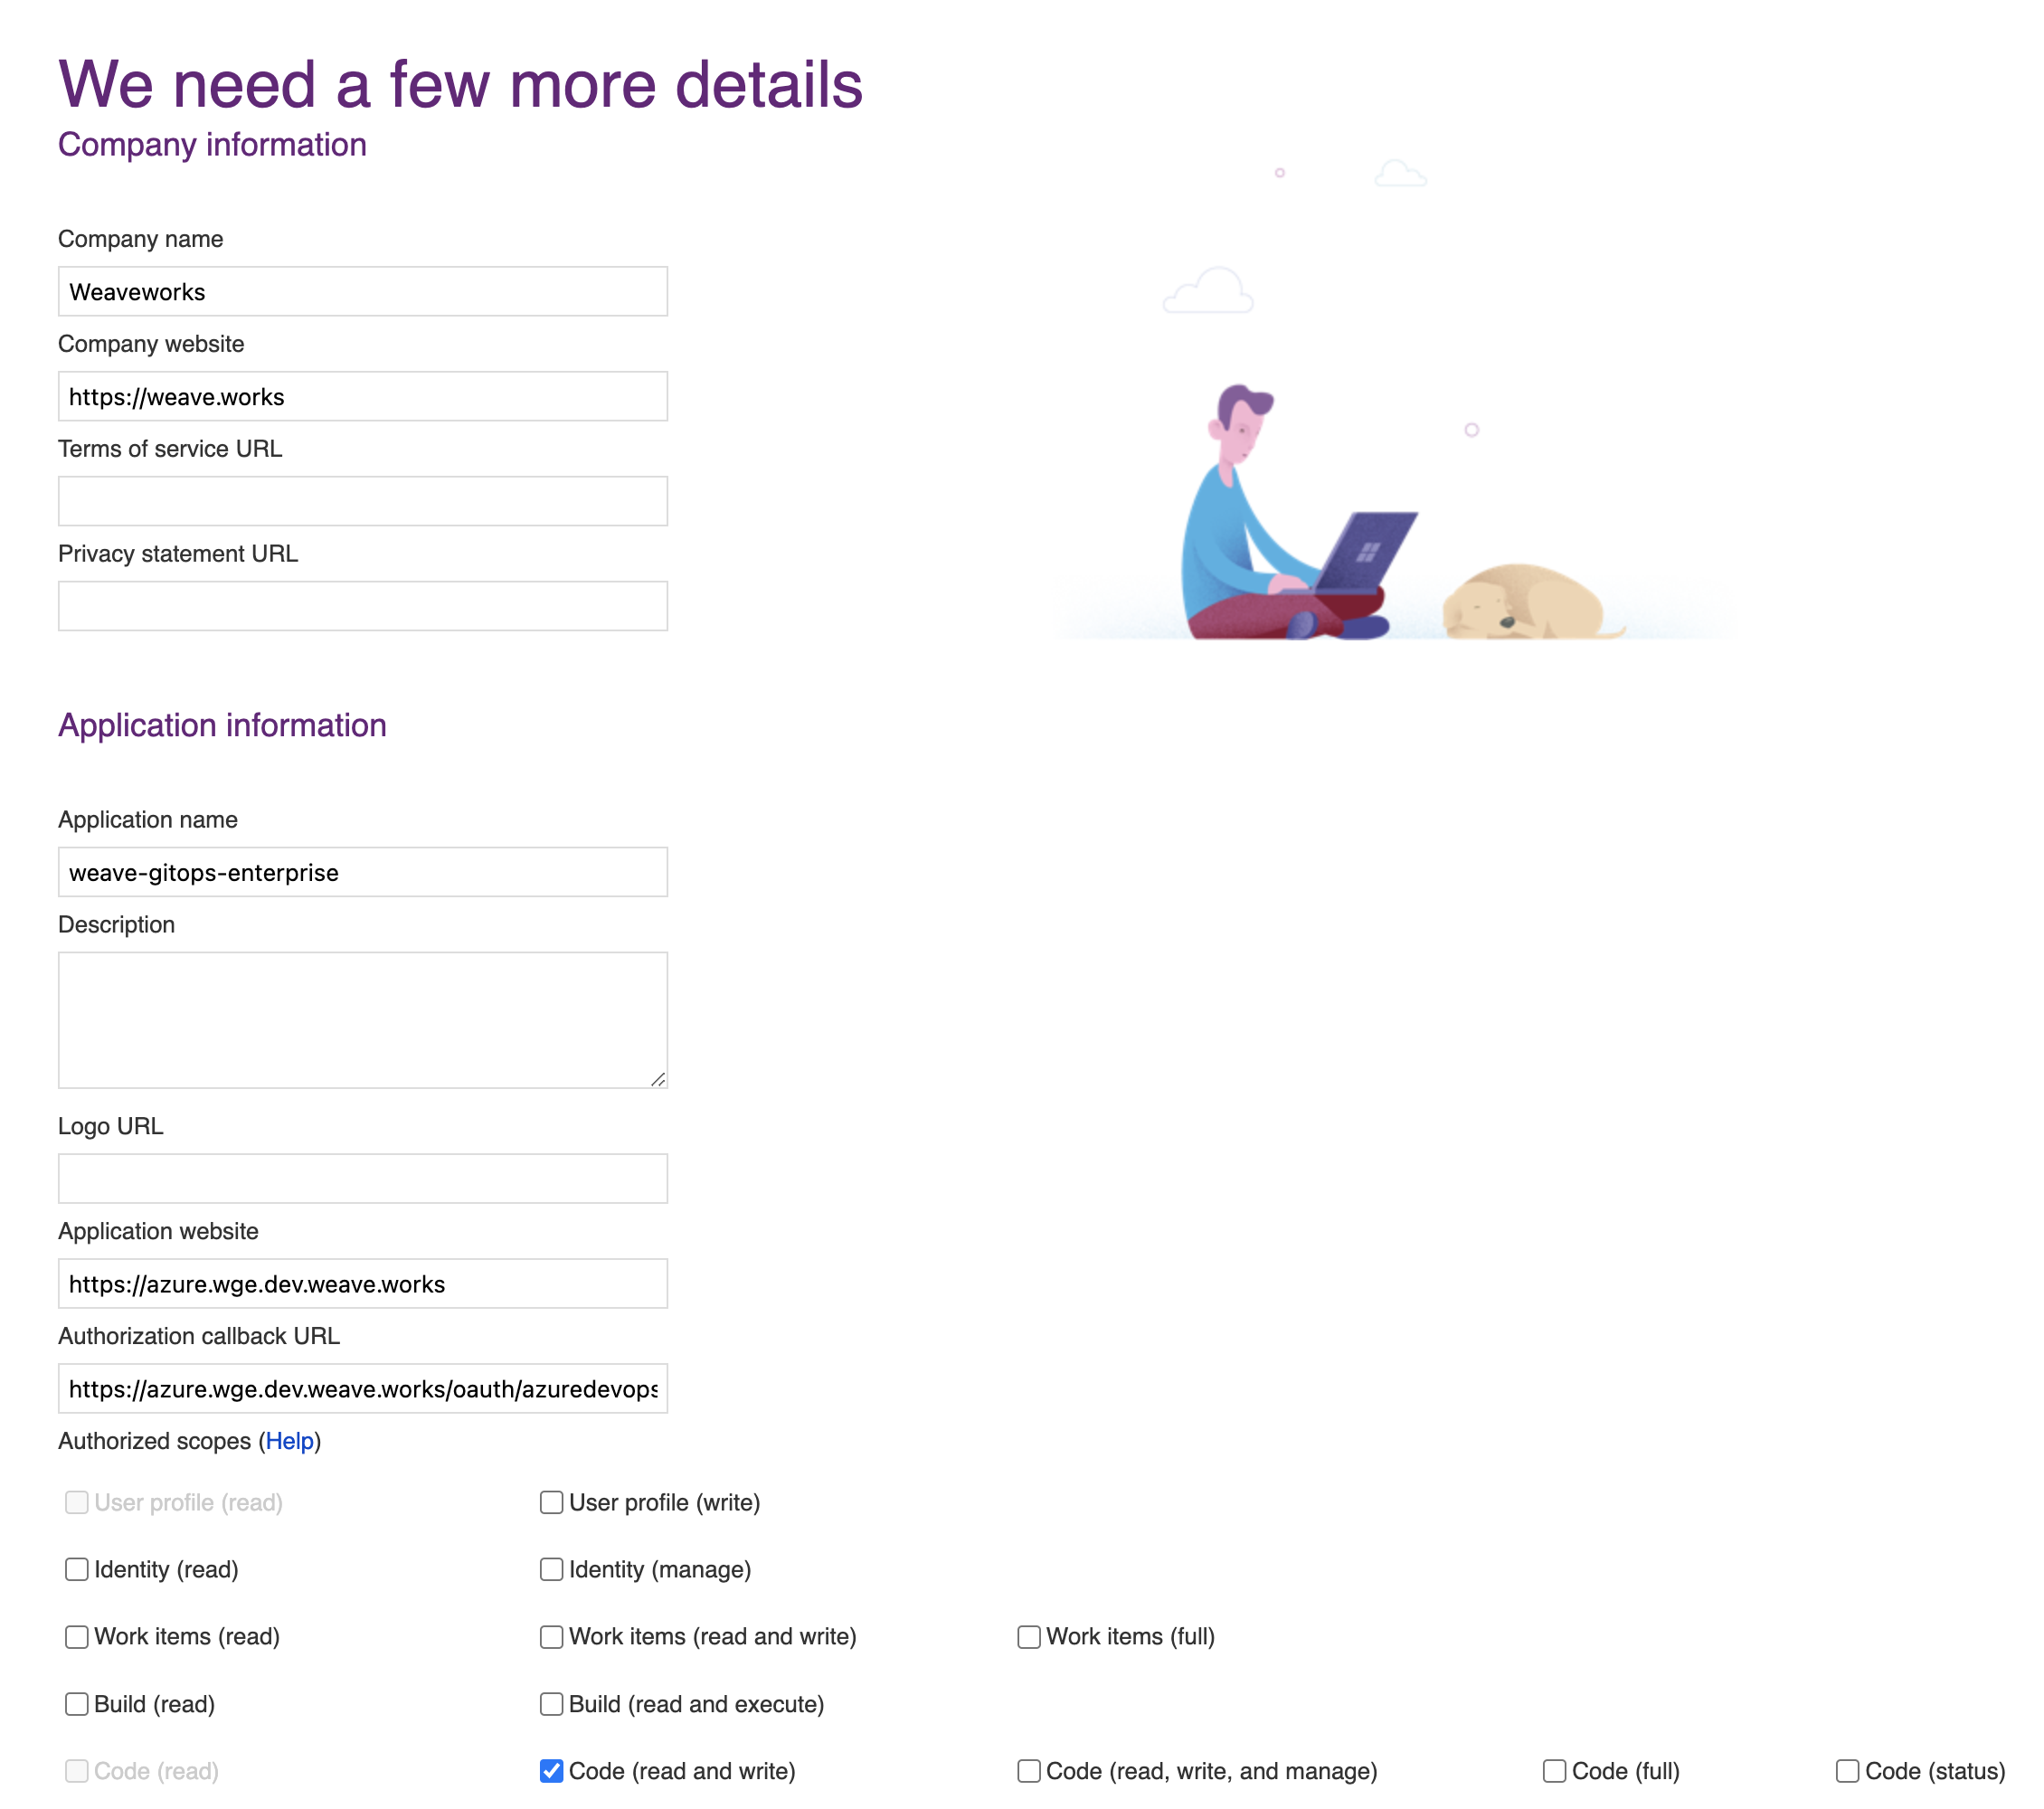 We need a few more details
Company information
Company name
Weaveworks
Company website
https://weave.works
Terms of service URL
Privacy statement URL
Application information
Application name
weave-gitops-enterprise
Description
Logo URL
Application website
https://azure.wge.dev.weave.works
Authorization callback URL
https://azure.wge.dev.weave.works/oauth/azuredevops
Authorized scopes (Help)
User profile (read) User profile (write)
Identity (read) Identity (manage)
Work items (read) Work items (read and write) Work items (full)
Build (read) Build (read and execute)
Code (read) Code (read and write) Code (read, write, and manage) Code (full) Code (status)